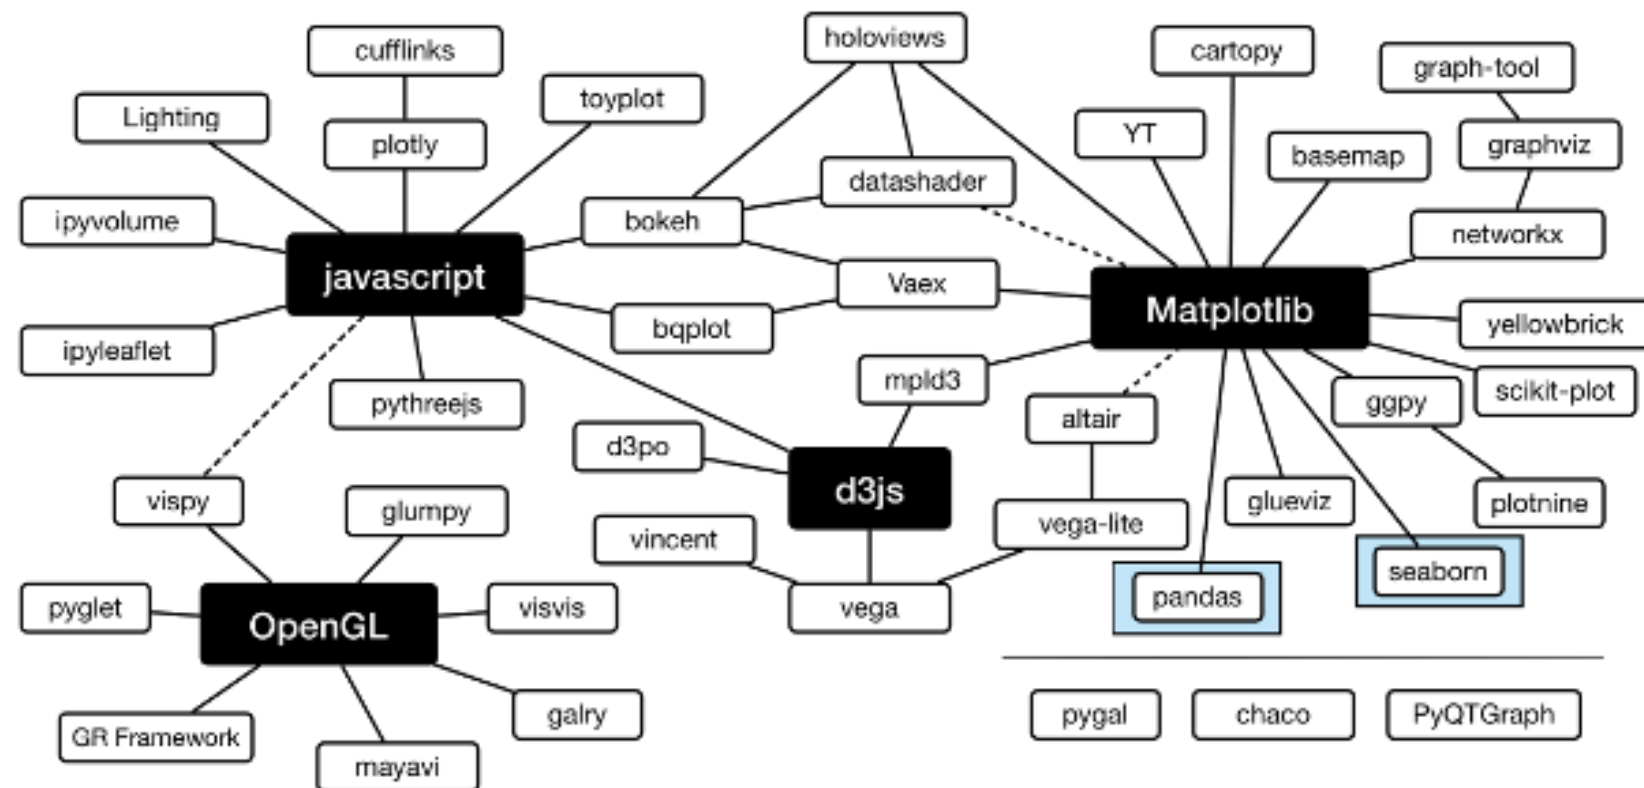 cufflinks
holoviews
cartopy
graph-tool
Lighting
toyplot
plotly
YT
basemap
graphviz
datashader
ipyvolume
bokeh
networkx
javascript
Vaex
Matplotlib
bqplot
yellowbrick
ipyleaflet
mpld3
scikit-plot
pythreejs
altair
ggpy
d3po
d3js
vispy
glumpy
glueviz
plotnine
vincent
vega-lite
seaborn
pandas
pyglet
OpenGL
visvis
vega
GR Framework
galry
pygal
chaco
PyQTGraph
mayavi